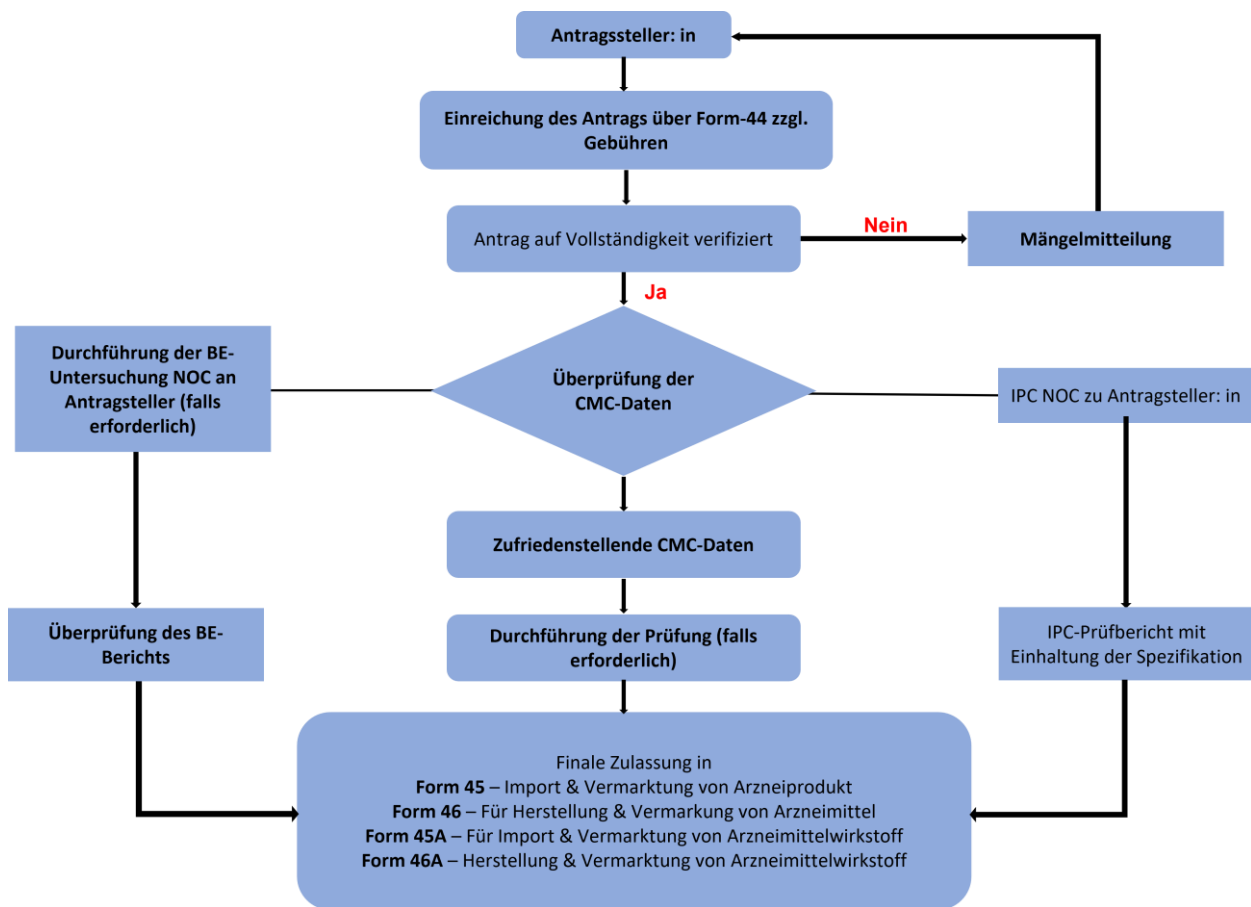 Antragssteller: in
Einreichung des Antrags über Form-44 zzgl.
Gebühren
Antrag auf Vollständigkeit verifiziert
Nein
Mängelmitteilung
Ja
Durchführung der BE-
Untersuchung NOC an
Antragsteller (falls
erforderlich)
Überprüfung der
CMC-Daten
IPC NOC zu Antragsteller: in
Zufriedenstellende CMC-Daten
Überprüfung des BE-
Berichts
Durchführung der Prüfung (falls
erforderlich)
IPC-Prüfbericht mit
Einhaltung der Spezifikation
Finale Zulassung in
Form 45 – Import & Vermarktung von Arzneiprodukt
Form 46 – Für Herstellung & Vermarkung von Arzneimittel
Form 45A – Für Import & Vermarktung von Arzneimittelwirkstoff
Form 46A – Herstellung & Vermarktung von Arzneimittelwirkstoff